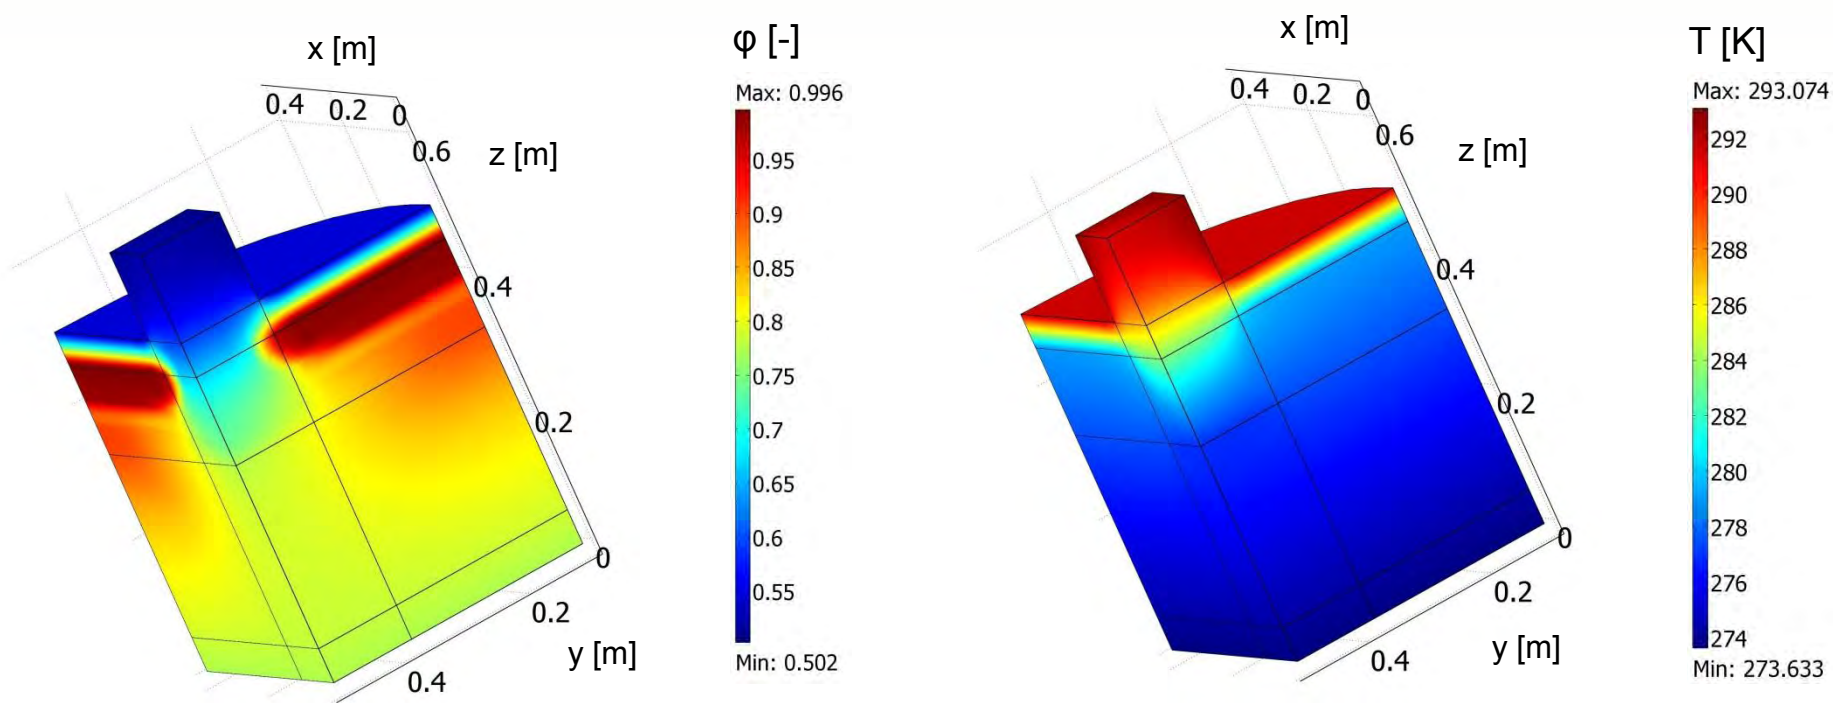 x [m]
0.4 0.2 0
0.6
z [m]
0.4
0.2
0
0.2
y [m]
0.4
φ [-]
Max: 0.996
0.95
0.9
0.85
0.8
0.75
0.7
0.65
0.6
0.55
Min: 0.502
x [m]
0.4 0.2 0
0.6
z [m]
0.4
0.2
0
0.2
y [m]
0.4
T [K]
Max: 293.074
292
290
288
286
284
282
280
278
276
274
Min: 273.633